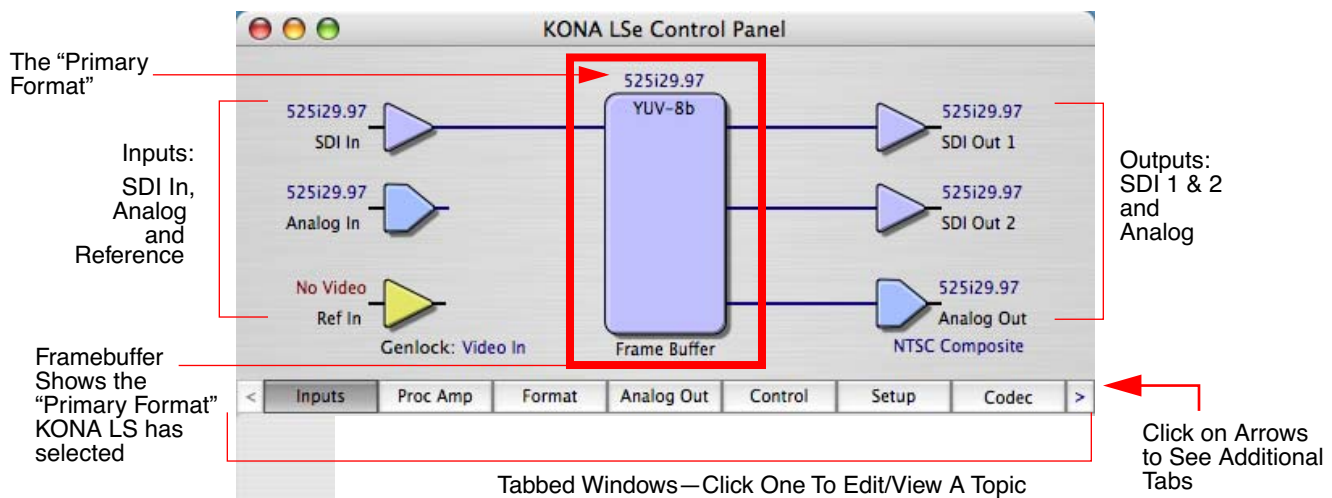 KONA LSe Control Panel
The “Primary
Format”
525i29.97
YUV-8b
525i29.97
SDI In
525i29.97
SDI Out 1
Inputs:
SDI In,
Analog
and
Reference
525i29.97
Analog In
525i29.97
SDI Out 2
Outputs:
SDI 1 & 2
and
Analog
No Video
Ref In
Genlock: Video In
Frame Buffer
525i29.97
Analog Out
NTSC Composite
Framebuffer
Shows the
“Primary Format”
KONA LS has
selected
< Inputs Proc Amp Format Analog Out Control Setup Codec >
Click on Arrows
to See Additional
Tabs
Tabbed Windows—Click One To Edit/View A Topic